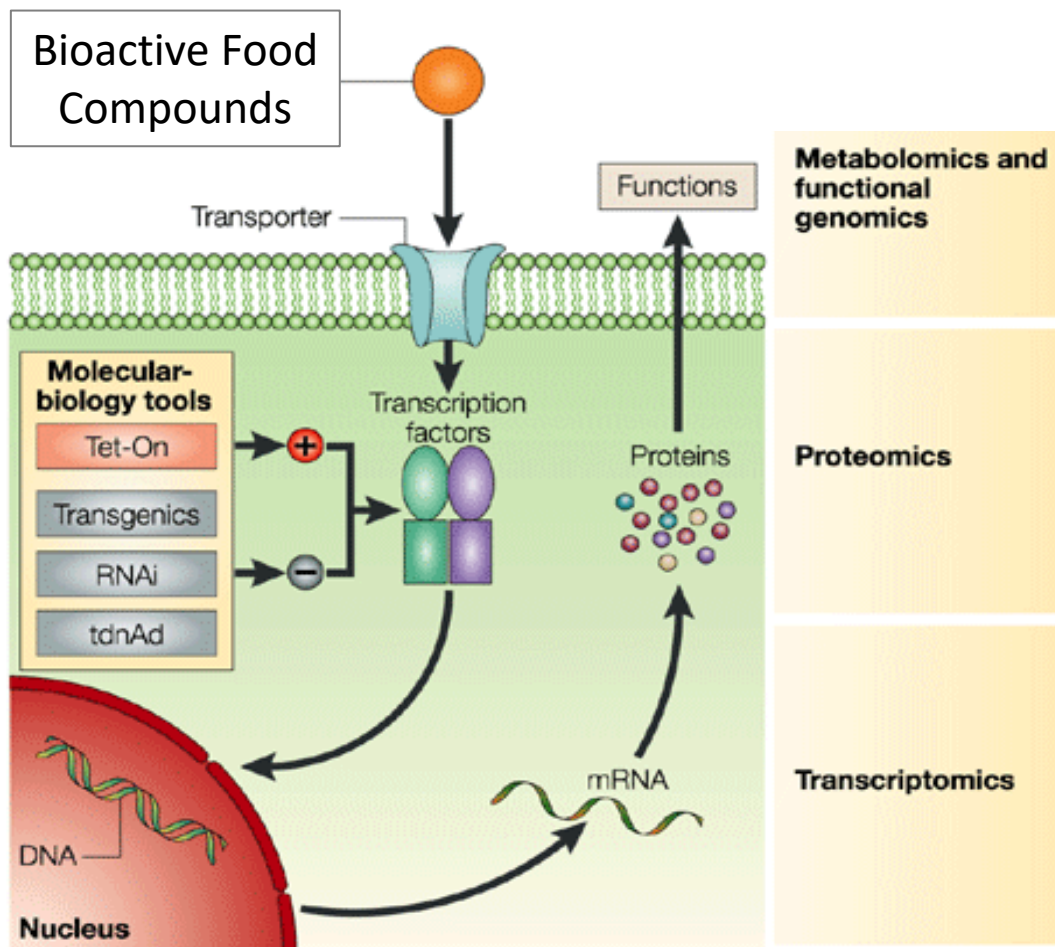 Bioactive Food
Compounds
Transporter
Functions
Metabolomics and
functional
genomics
Molecular-
biology tools
Tet-On
Transgenics
RNAi
tdnAd
+
−
Transcription
factors
Proteins
Proteomics
mRNA
Transcriptomics
DNA
Nucleus